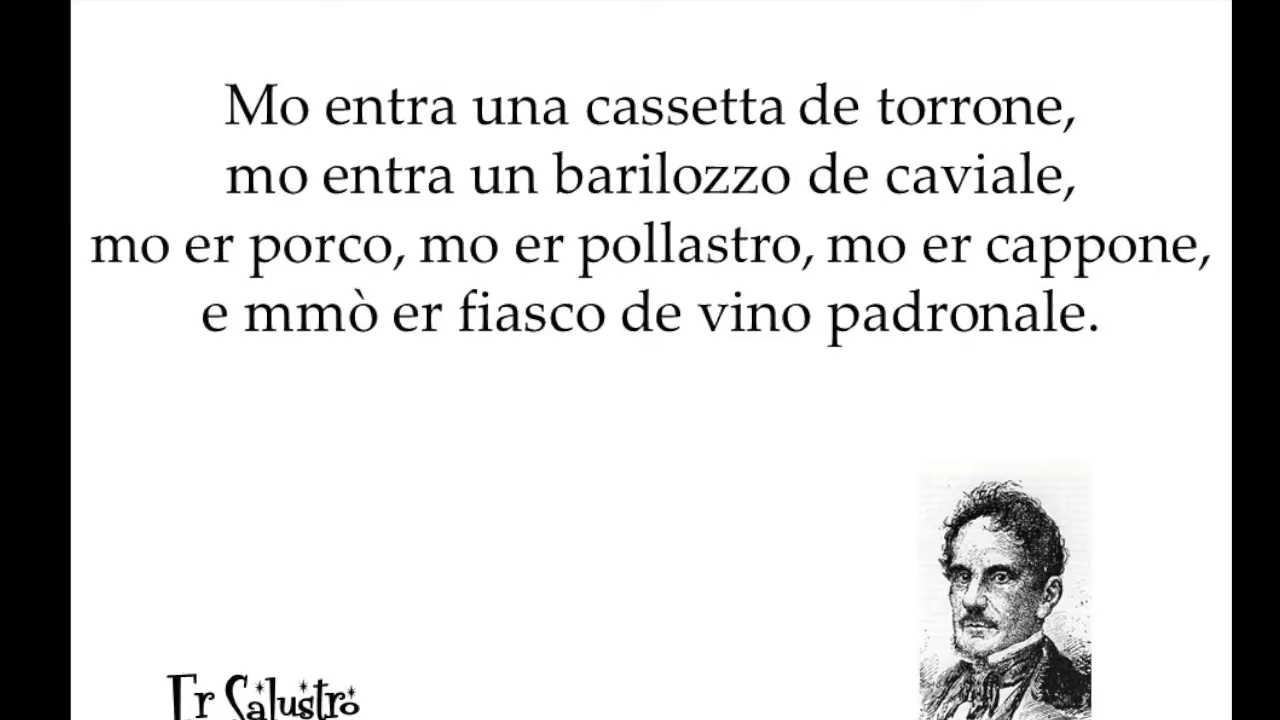 Mo entra una cassetta de torrone,
mo entra un barilozzo de caviale,
mo er porco, mo er pollastro, mo er cappone,
e mmò er fiasco de vino padronale.
Er Salustro